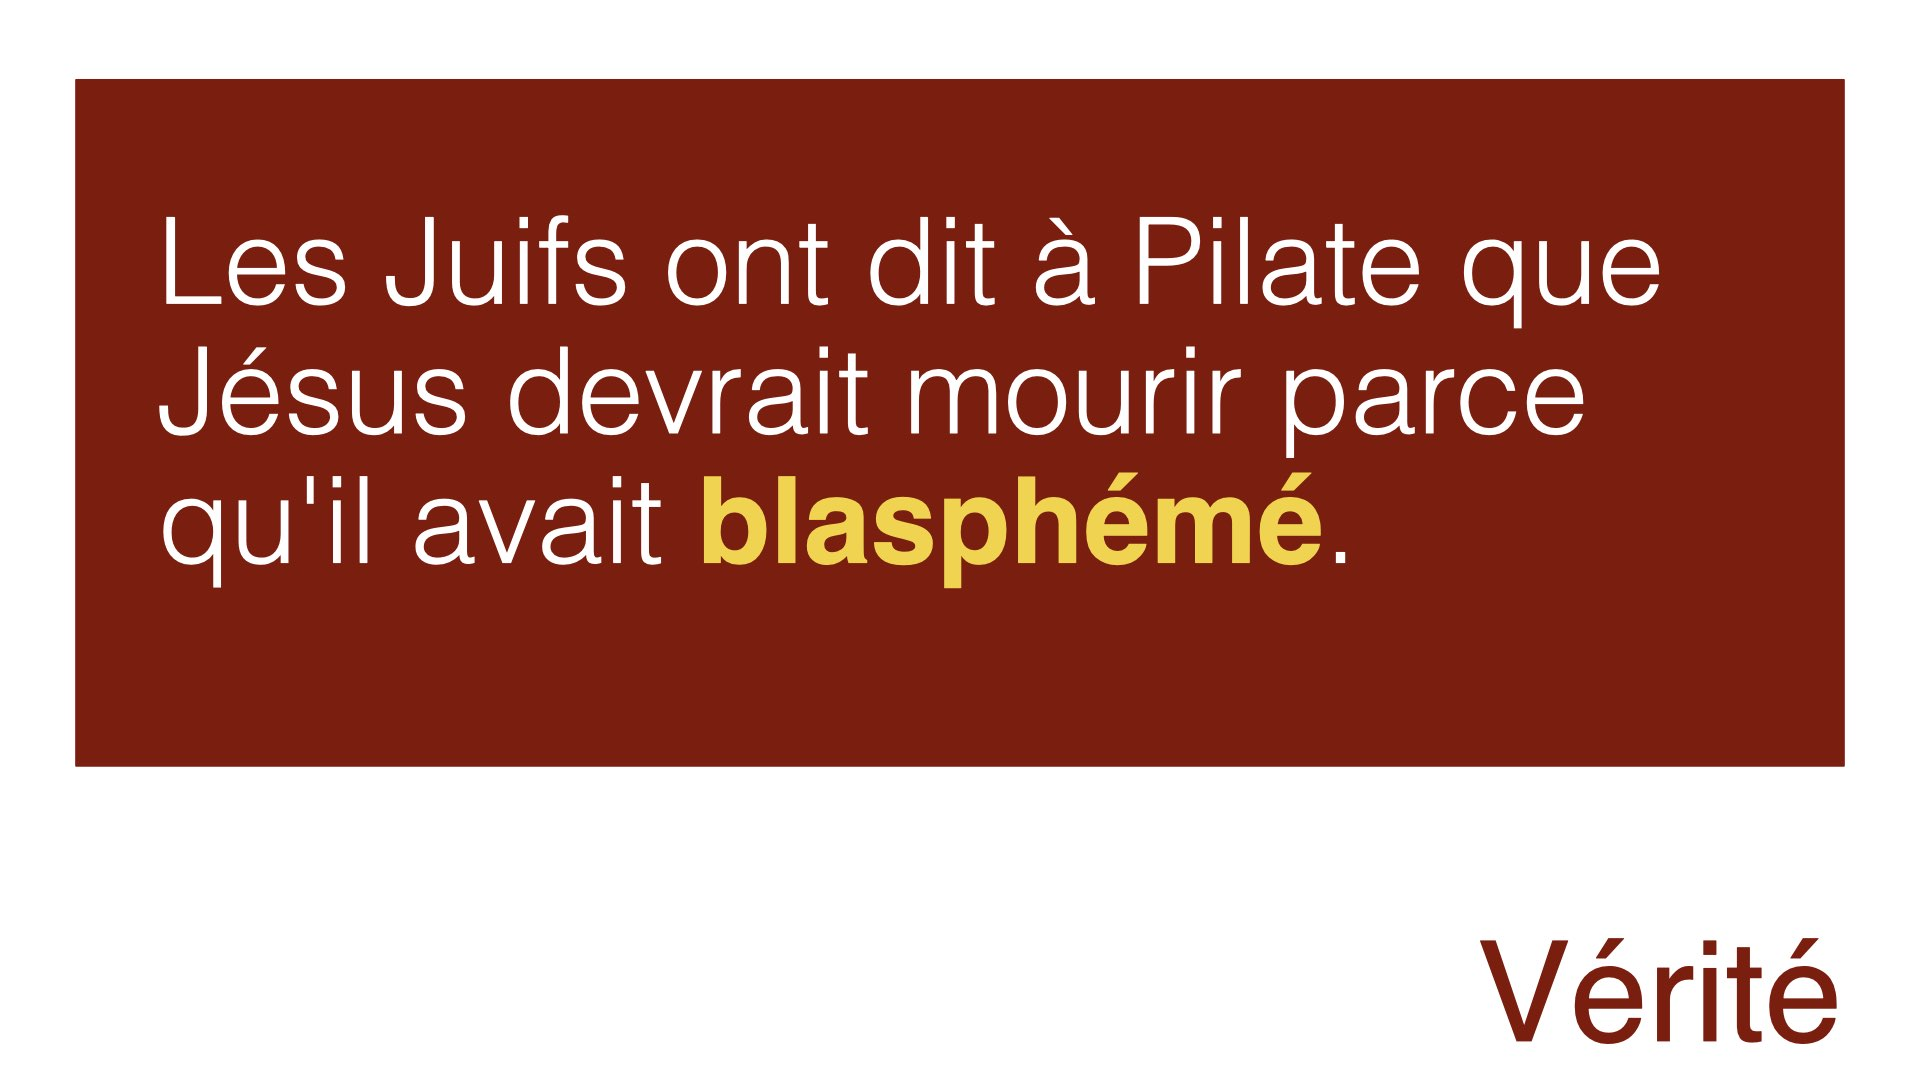 Les Juifs ont dit à Pilate que
Jésus devrait mourir parce
qu'il avait blasphémé.
Vérité